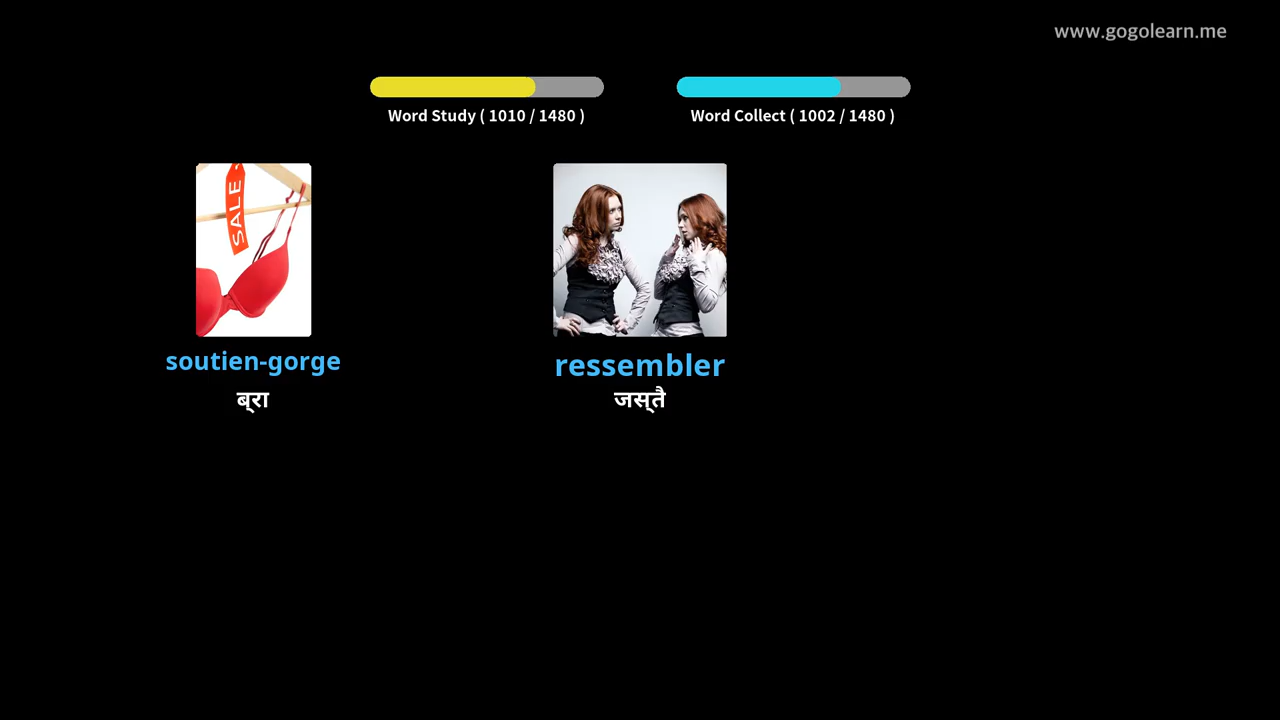 www.gogolearn.me
Word Study ( 1010 / 1480 )
Word Collect ( 1002 / 1480 )
SALE
soutien-gorge
ब्रा
ressembler
जस्तै